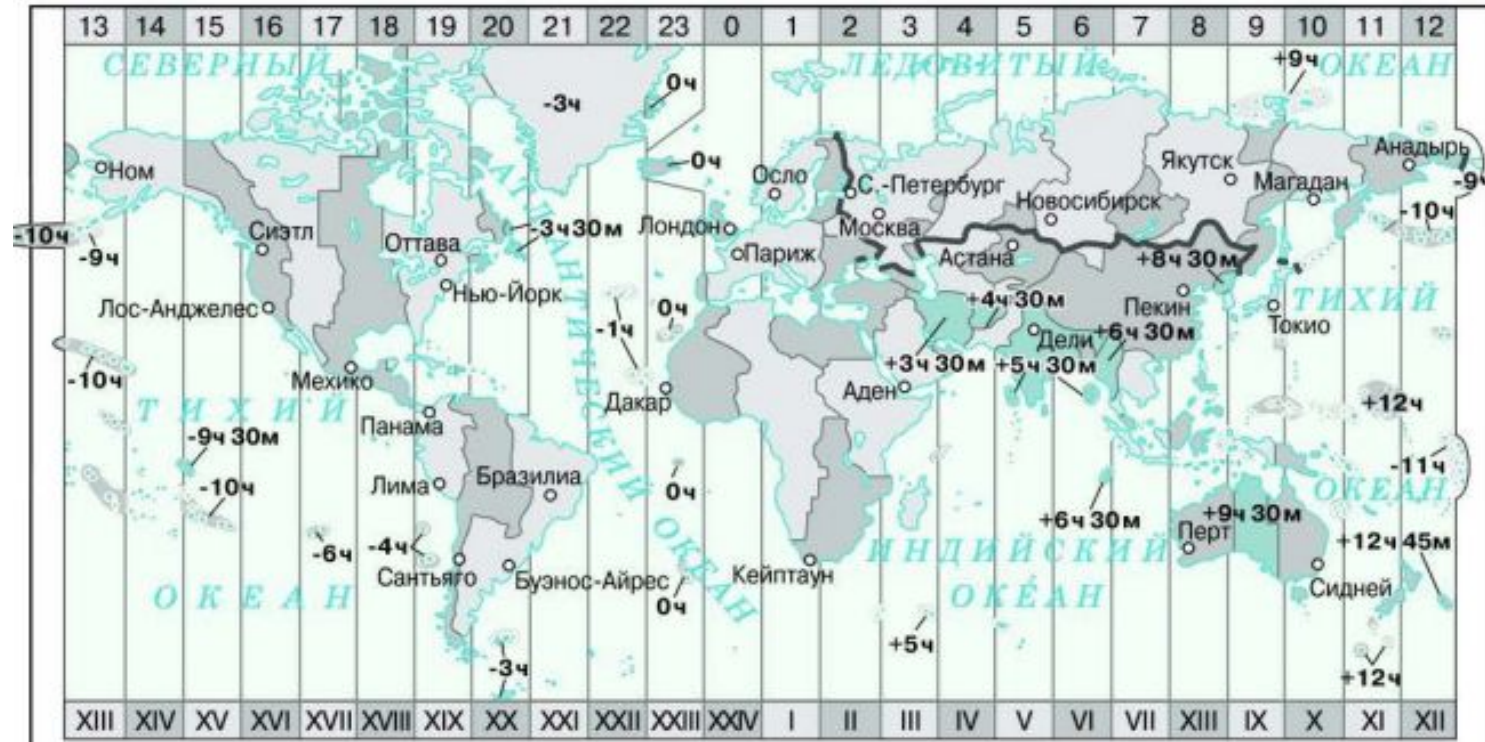 13 14 15 16 17 18 19 20 21 22 23 0 1 2 3 4 5 6 7 8 9 10 11 12
СЕВЕРНЫЙ
ЛЕДОВИТЫЙ
ОКЕАН
+9ч
0ч
-3ч
Ном
0ч
Осло
С.-Петербург
Новосибирск
Якутск
Магадан
Анадырь
-9ч
-10ч
-10ч
-9ч
Сиэтл
Оттава
-3ч30м
АТЛАНТИЧЕСКИЙ
ОКЕАН
Лондон
Париж
Москва
Астана
+8ч 30м
Лос-Анджелес
Нью-Йорк
-1ч
0ч
+4ч 30м
Пекин
Токио
ТИХИЙ
ОКЕАН
Дели
+6ч 30м
+3ч 30м
+5ч 30м
-10ч
Мехико
Дакар
Аден
ТИХИЙ
ОКЕАН
Панама
+12ч
-9ч 30м
-10ч
Лима
Бразилиа
0ч
-11ч
+6ч 30м
+9ч 30м
Перт
+12ч 45м
-6ч
-4ч
Сантьяго
Буэнос-Айрес
0ч
Кейптаун
ИНДИЙСКИЙ
ОКЕАН
Сидней
+5ч
-3ч
+12ч
XIII XIV XV XVI XVII XVIII XIX XX XXI XXII XXIII XXIV I II III IV V VI VII XIII IX X XI XII